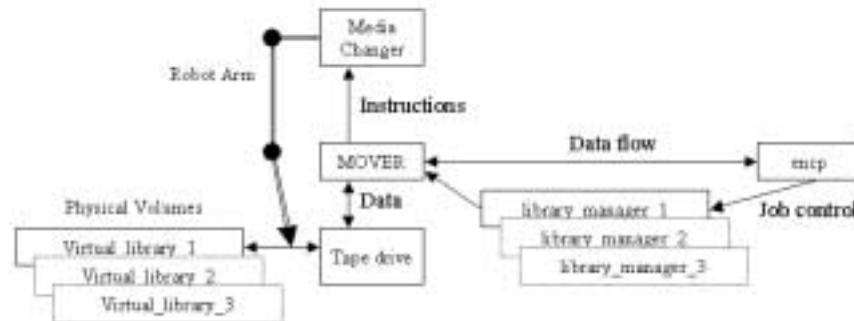 Media
Changer
Robot Arm
Instructions
Data flow
MOVER
encp
Data
Physical Volumes
library_manager_1
Job control
Virtual_library_1
Tape drive
library_manager_2
Virtual_library_2
library_manager_3
Virtual_library_3